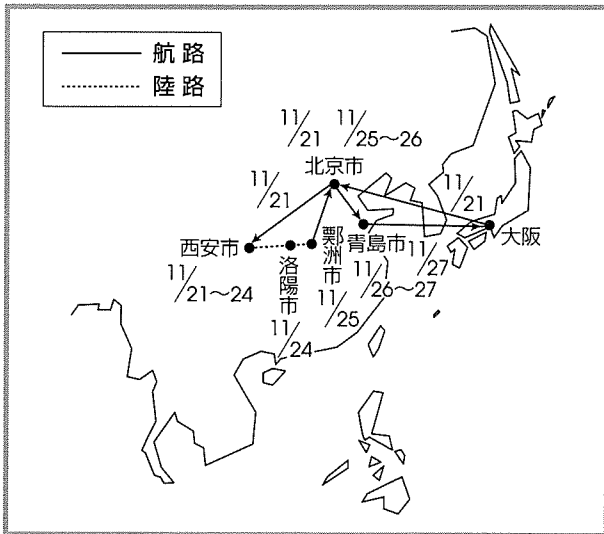 航路
陸路
11/21
11/25～26
北京市
11/21
11/21
西安市
洛陽市
鄭洲市
青島市
大阪
11/21～24
11/24
11/25
11/26～27
11/27